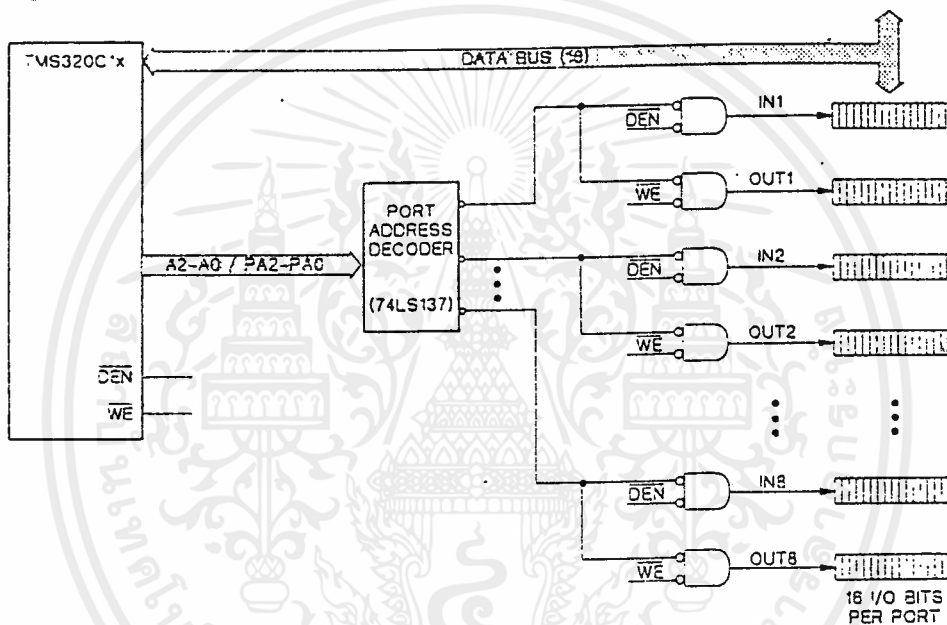 TMS320C1x
DATA BUS (16)
IN1
DEN
OUT1
WE
PORT
ADDRESS
DECODER
(74LS137)
A2-A0 / PA2-PA0
IN2
DEN
OUT2
WE
DEN
WE
IN8
DEN
OUT8
WE
16 I/O BITS
PER PORT